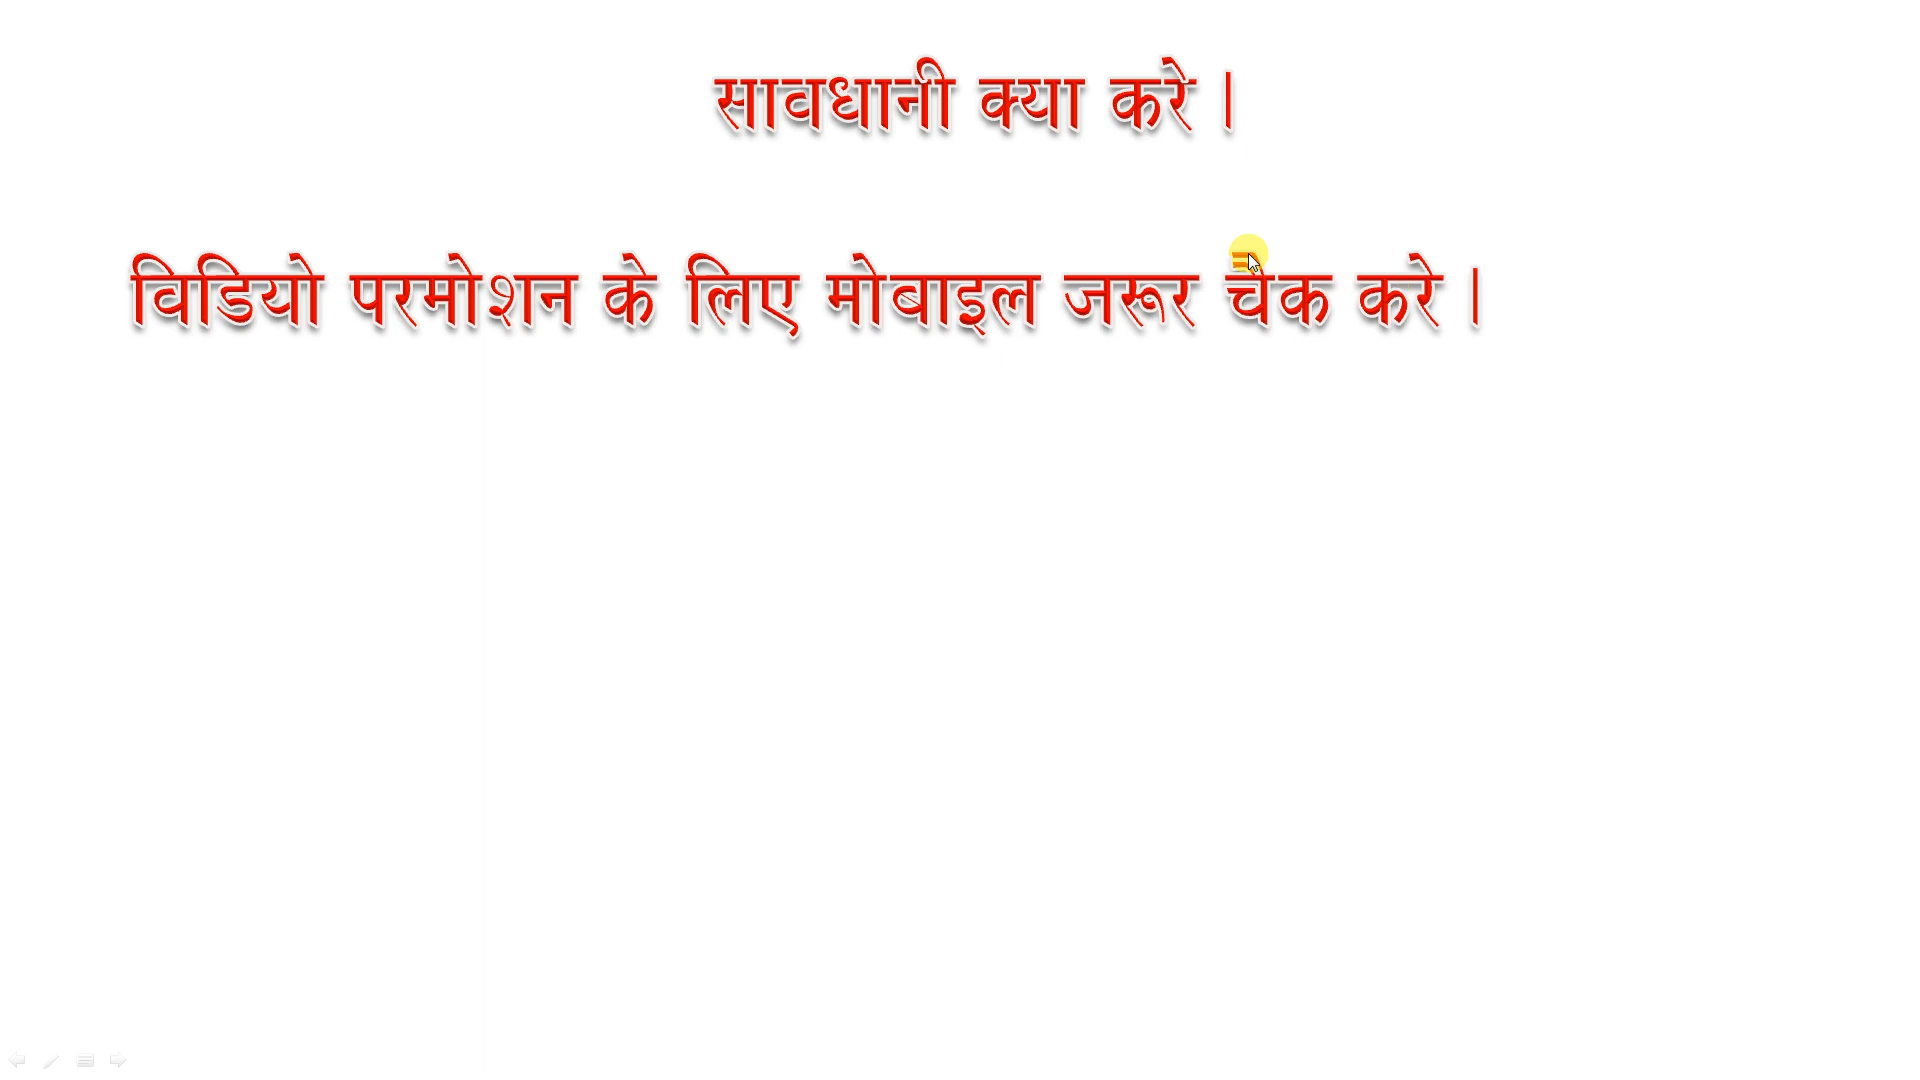 सावधानी क्या करे।
विडियो परमोशन के लिए मोबाइल जरूर चैक करे।